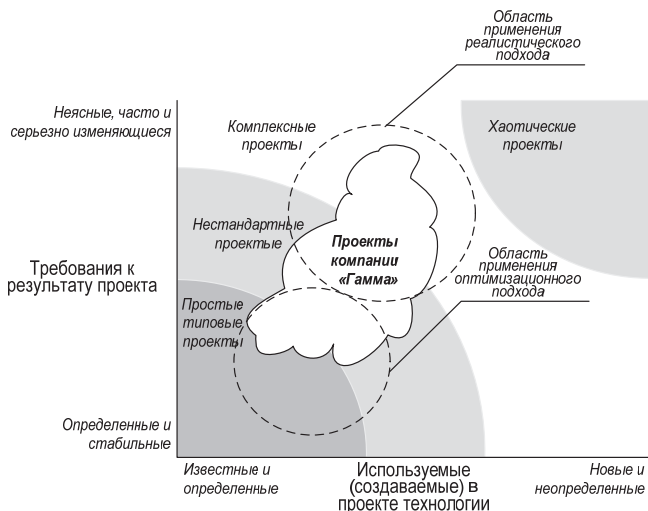 Область
применения
реалистического
подхода
Неясные, часто и
серьезно изменяющиеся
Комплексные
проекты
Хаотические
проекты
Нестандартные
проектые
Проекты
компании
«Гамма»
Область
применения
оптимизационного
подхода
Требования к
результату проекта
Простые
типовые
проекты
Определенные и
стабильные
Известные и
определенные
Используемые
(создаваемые) в
проекте технологии
Новые и
неопределенные